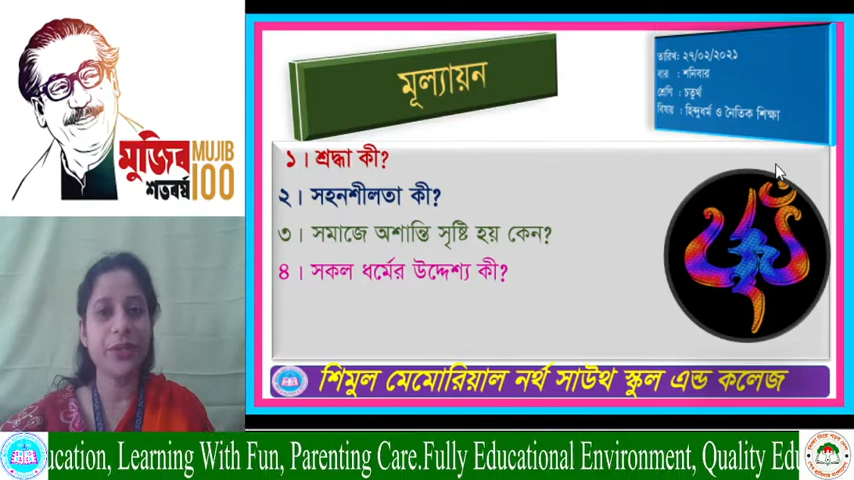 মুজিব
শতবর্ষ
MUJIB
100
মূল্যায়ন
তারিখ: ২৭/০২/২০২১
বার : শনিবার
শ্রেণি : চতুর্থ
বিষয় : হিন্দুধর্ম ও নৈতিক শিক্ষা
১। শ্রদ্ধা কী?
২। সহনশীলতা কী?
৩। সমাজে অশান্তি সৃষ্টি হয় কেন?
৪। সকল ধর্মের উদ্দেশ্য কী?
শিমুল মেমোরিয়াল নর্থ সাউথ স্কুল এন্ড কলেজ
ucation, Learning With Fun, Parenting Care.Fully Educational Environment, Quality Edu